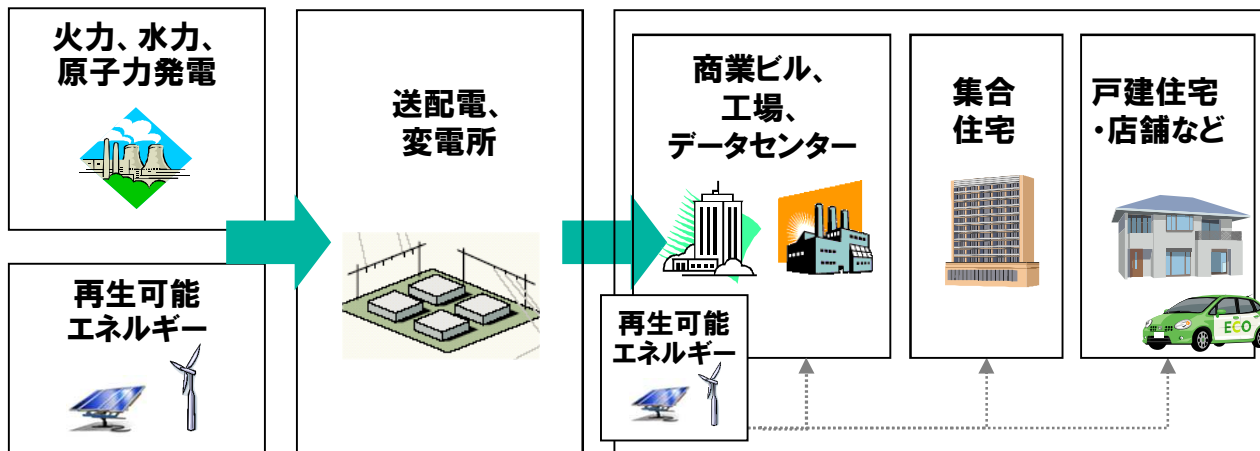 火力、水力、
原子力発電
再生可能
エネルギー
送配電、
変電所
商業ビル、
工場、
データセンター
再生可能
エネルギー
集合
住宅
戸建住宅
・店舗など
ECO